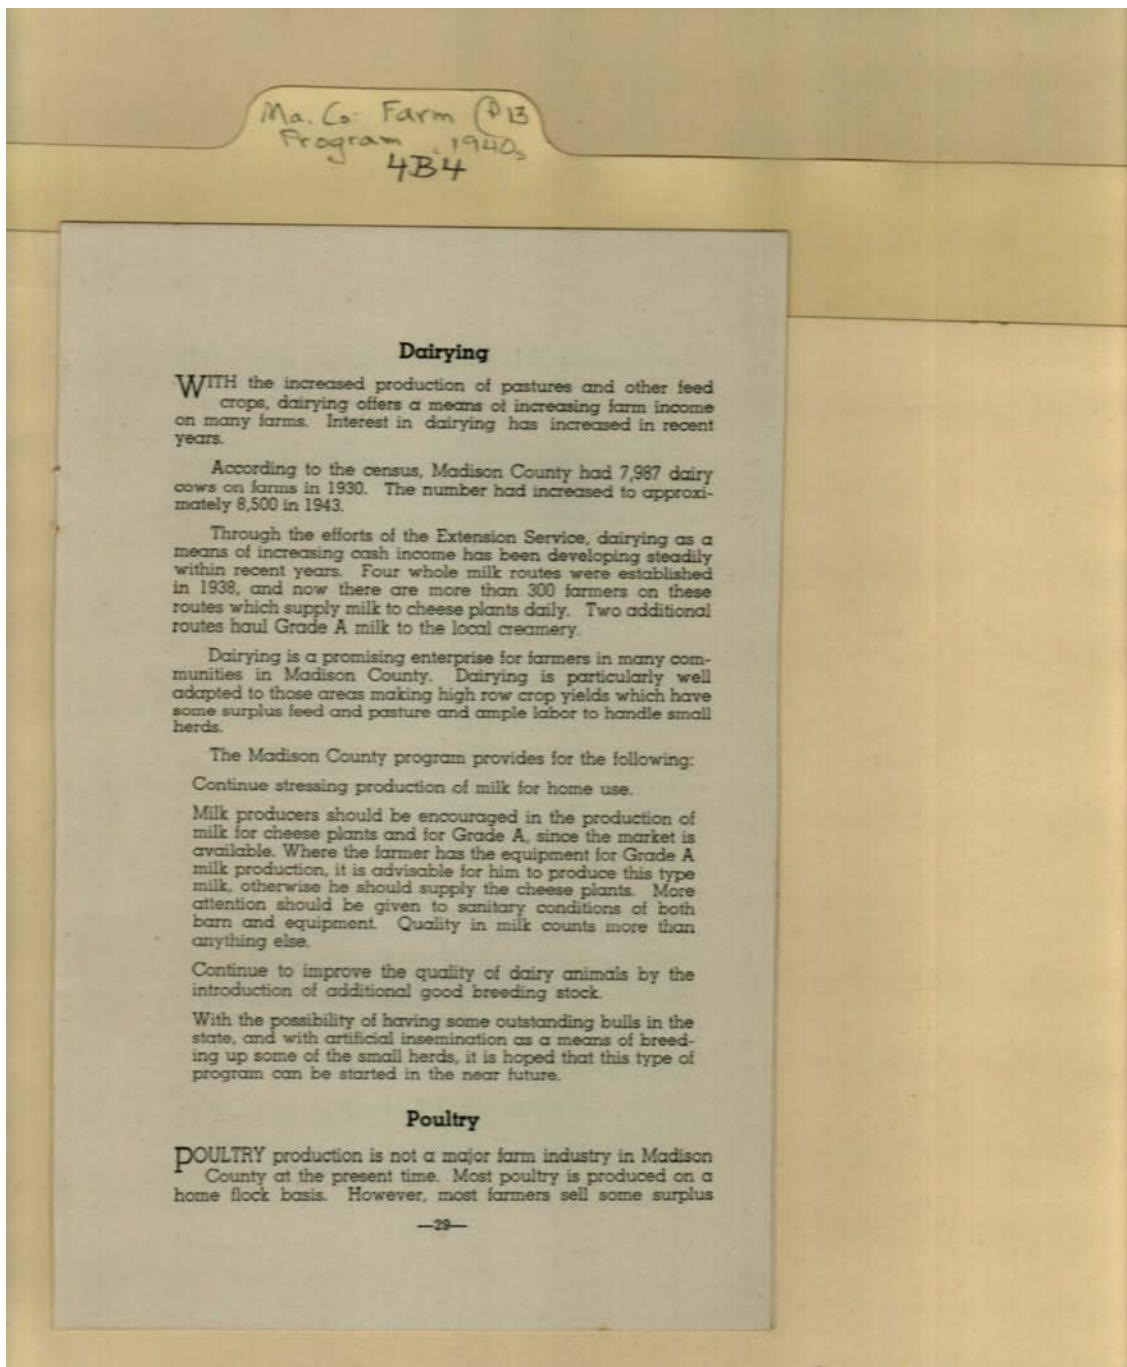 Ma. Co. Farm P 13
Program 1940s
4B4
Dairying
WITH the increased production of pastures and other feed
crops, dairying offers a means of increasing farm income
on many farms. Interest in dairying has increased in recent
years.
According to the census, Madison County had 7,987 dairy
cows on farms in 1930. The number had increased to approxi-
mately 8,500 in 1943.
Through the efforts of the Extension Service, dairying as a
means of increasing cash income has been developing steadily
within recent years. Four whole milk routes were established
in 1938, and now there are more than 300 farmers on these
routes which supply milk to cheese plants daily. Two additional
routes haul Grade A milk to the local creamery.
Dairying is a promising enterprise for farmers in many com-
munities in Madison County. Dairying is particularly well
adapted to those areas making high row crop yields which have
some surplus feed and pasture and ample labor to handle small
herds.
The Madison County program provides for the following:
Continue stressing production of milk for home use.
Milk producers should be encouraged in the production of
milk for cheese plants and for Grade A, since the market is
available. Where the farmer has the equipment for Grade A
milk production, it is advisable for him to produce this type
milk, otherwise he should supply the cheese plants. More
attention should be given to sanitary conditions of both
barn and equipment. Quality in milk counts more than
anything else.
Continue to improve the quality of dairy animals by the
introduction of additional good breeding stock.
With the possibility of having some outstanding bulls in the
state, and with artificial insemination as a means of breed-
ing up some of the small herds, it is hoped that this type of
program can be started in the near future.
Poultry
POULTRY production is not a major farm industry in Madison
County at the present time. Most poultry is produced on a
home flock basis. However, most farmers sell some surplus
—29—